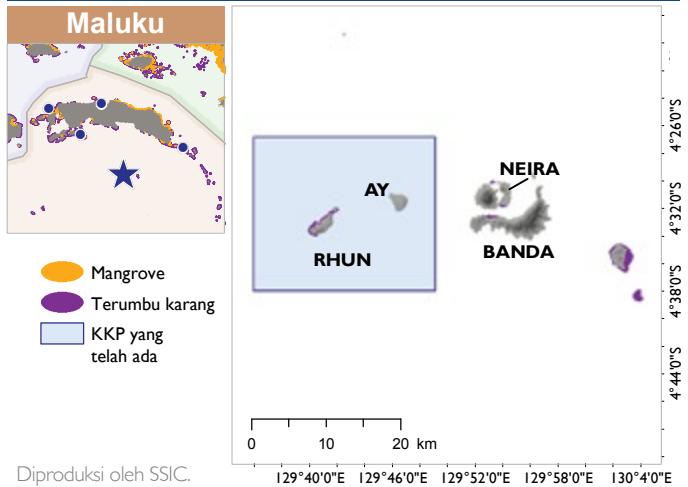 Maluku
NEIRA
AY
RHUN
BANDA
Mangrove
Terumbu karang
KKP yang
telah ada
0 10 20 km
Diproduksi oleh SSIC.
4°26'0"S
4°32'0"S
4°38'0"S
4°44'0"S
129°40'0"E 129°46'0"E 129°52'0"E 129°58'0"E 130°4'0"E